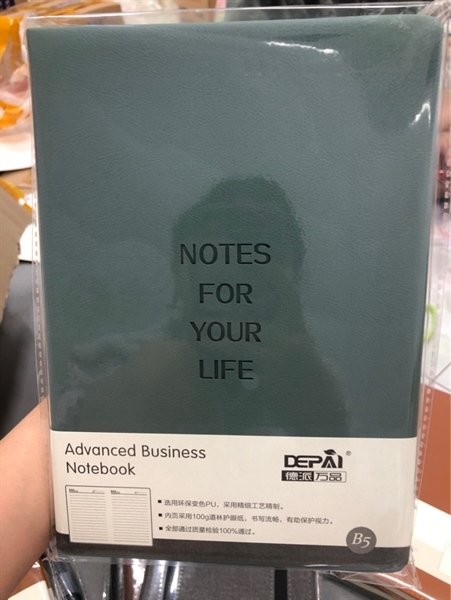 NOTES
FOR
YOUR
LIFE
Advanced Business
Notebook
DEPAI
德派万品
■ 选用环保变色PU，采用精细工艺精制。
■ 内页采用100g道林护眼纸，书写流畅、有助保护视力。
■ 全部通过质量检验100%通过。
B5